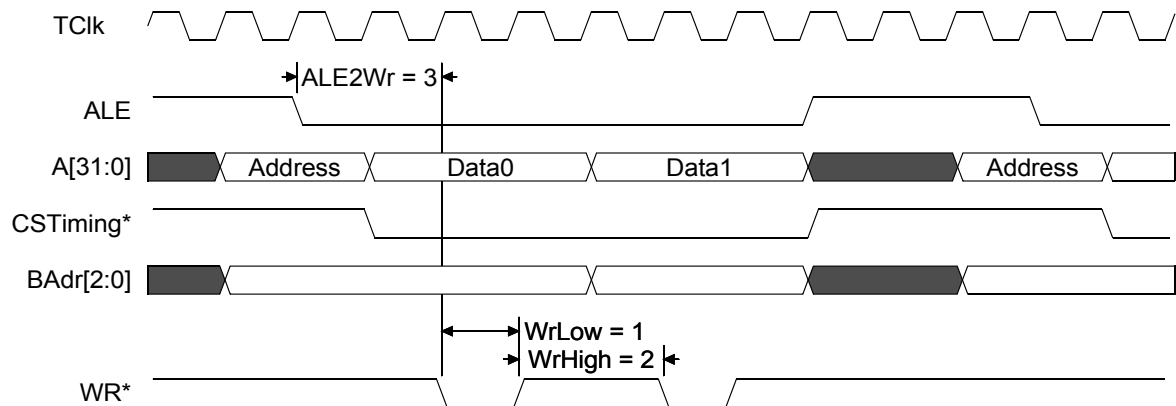 TClk
ALE2Wr = 3
ALE
A[31:0] Address Data0 Data1 Address
CSTiming*
BAdr[2:0]
WrLow = 1
WrHigh = 2
WR*